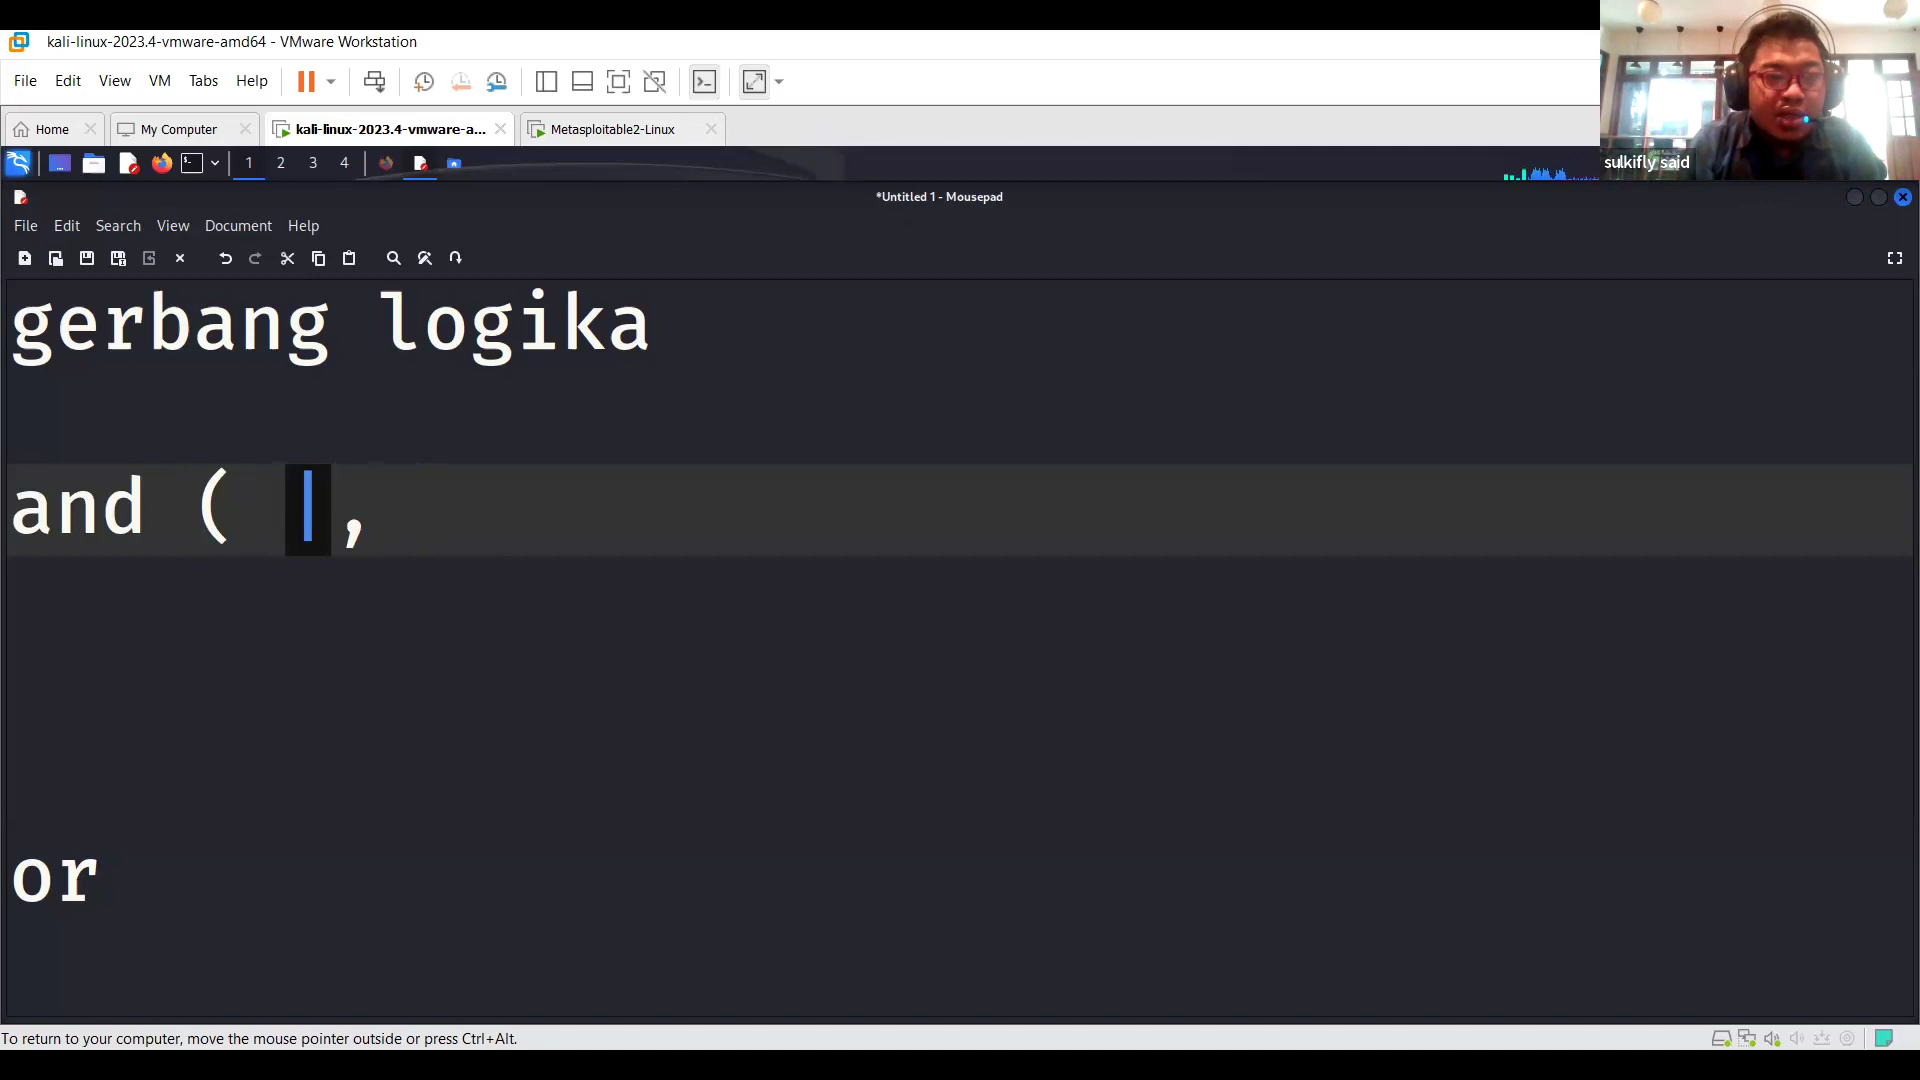 kali-linux-2023.4-vmware-amd64 - VMware Workstation
File Edit View VM Tabs Help
Home My Computer kali-linux-2023.4-vmware-a... Metasploitable2-Linux
1 2 3 4
sulkifly said
*Untitled 1 - Mousepad
File Edit Search View Document Help
gerbang logika
and ( ,
or
To return to your computer, move the mouse pointer outside or press Ctrl+Alt.